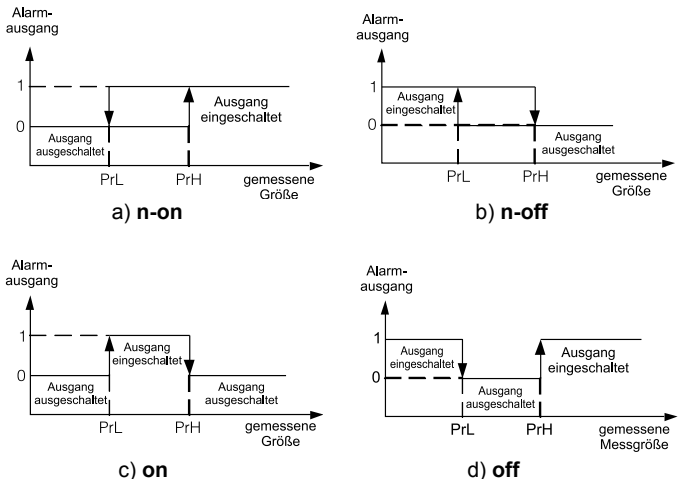 Alarm-
ausgang
1
0
Ausgang
ausgeschaltet
Ausgang
eingeschaltet
PrL
PrH
gemessene
Größe
a) n-on
Alarm-
ausgang
1
0
Ausgang
eingeschaltet
Ausgang
ausgeschaltet
PrL
PrH
gemessene
Größe
b) n-off
Alarm-
ausgang
1
0
Ausgang
ausgeschaltet
Ausgang
eingeschaltet
Ausgang
ausgeschaltet
PrL
PrH
gemessene
Größe
c) on
Alarm-
ausgang
1
0
Ausgang
eingeschaltet
Ausgang
ausgeschaltet
Ausgang
eingeschaltet
PrL
PrH
gemessene
Messgröße
d) off